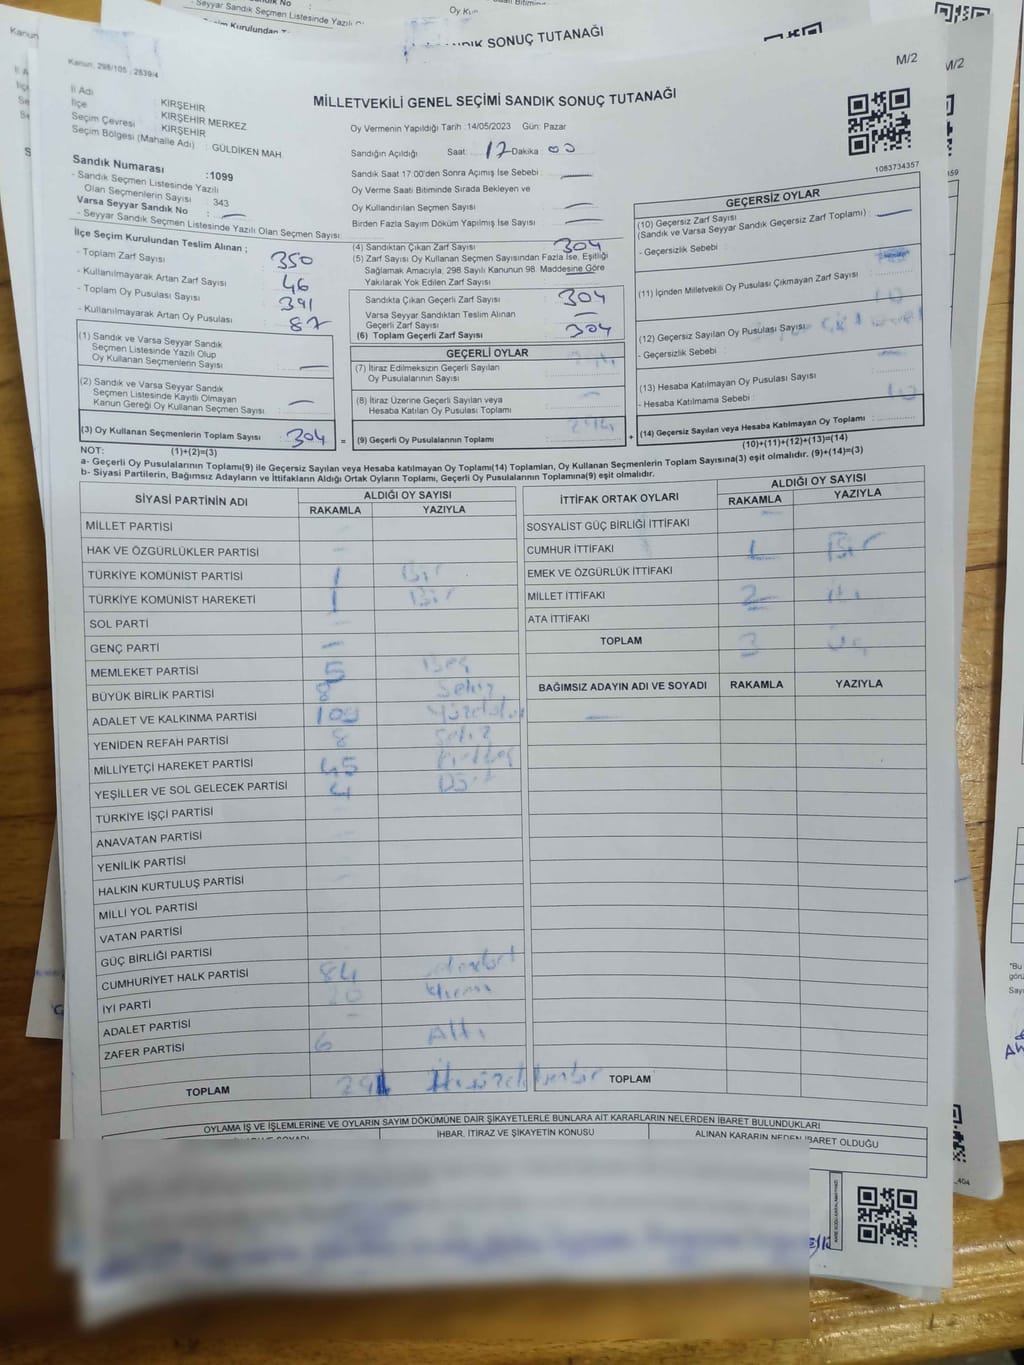 Seyyar Sandık No
Sandık Seçmen Listesinde Yazılı
SONUÇ TUTANAĞI
M/2
Kanun: 298/105 ; 2839/4
M/2
MİLLETVEKİLİ GENEL SEÇİMİ SANDIK SONUÇ TUTANAĞI
İl Adı : KIRŞEHİR
İlçe : KIRŞEHİR MERKEZ
Seçim Çevresi : KIRŞEHİR
Seçim Bölgesi (Mahalle Adı) : GÜLDİKEN MAH.
Oy Vermenin Yapıldığı Tarih :14/05/2023 Gün: Pazar
Sandığın Açıldığı Saat: 17 Dakika : 00
1083734357
Sandık Numarası :1099
- Sandık Seçmen Listesinde Yazılı
Olan Seçmenlerin Sayısı : 343
Varsa Seyyar Sandık No : —
- Seyyar Sandık Seçmen Listesinde Yazılı Olan Seçmen Sayısı:
Sandık Saat 17.00'den Sonra Açımış İse Sebebi : —
Oy Verme Saati Bitiminde Sırada Bekleyen ve
Oy Kullandırılan Seçmen Sayısı : —
Birden Fazla Sayım Döküm Yapılmış İse Sayısı : —
İlçe Seçim Kurulundan Teslim Alınan ;
- Toplam Zarf Sayısı : 350
- Kullanılmayarak Artan Zarf Sayısı : 46
- Toplam Oy Pusulası Sayısı : 391
- Kullanılmayarak Artan Oy Pusulası : 87
(4) Sandıktan Çıkan Zarf Sayısı : 304
(5) Zarf Sayısı Oy Kullanan Seçmen Sayısından Fazla İse, Eşitliği
Sağlamak Amacıyla; 298 Sayılı Kanunun 98. Maddesine Göre
Yakılarak Yok Edilen Zarf Sayısı :
Sandıkta Çıkan Geçerli Zarf Sayısı : 304
Varsa Seyyar Sandıktan Teslim Alınan
Geçerli Zarf Sayısı : —
(6) Toplam Geçerli Zarf Sayısı : 304
GEÇERSİZ OYLAR
(10) Geçersiz Zarf Sayısı
(Sandık ve Varsa Seyyar Sandık Geçersiz Zarf Toplamı) : —
- Geçersizlik Sebebi :
(11) İçinden Milletvekili Oy Pusulası Çıkmayan Zarf Sayısı :
(12) Geçersiz Sayılan Oy Pusulası Sayısı : 10
- Geçersizlik Sebebi :
(13) Hesaba Katılmayan Oy Pusulası Sayısı : —
- Hesaba Katılmama Sebebi :
(14) Geçersiz Sayılan veya Hesaba Katılmayan Oy Toplamı : 10
(10)+(11)+(12)+(13)=(14)
(1) Sandık ve Varsa Seyyar Sandık
Seçmen Listesinde Yazılı Olup
Oy Kullanan Seçmenlerin Sayısı : —
(2) Sandık ve Varsa Seyyar Sandık
Seçmen Listesinde Kayıtlı Olmayan
Kanun Gereği Oy Kullanan Seçmen Sayısı : —
(3) Oy Kullanan Seçmenlerin Toplam Sayısı : 304
(1)+(2)=(3)
GEÇERLİ OYLAR
(7) İtiraz Edilmeksizin Geçerli Sayılan
Oy Pusulalarının Sayısı : 294
(8) İtiraz Üzerine Geçerli Sayılan veya
Hesaba Katılan Oy Pusulası Toplamı : —
= (9) Geçerli Oy Pusulalarının Toplamı : 294 +
NOT:
a- Geçerli Oy Pusulalarının Toplamı(9) ile Geçersiz Sayılan veya Hesaba katılmayan Oy Toplamı(14) Toplamları, Oy Kullanan Seçmenlerin Toplam Sayısına(3) eşit olmalıdır. (9)+(14)=(3)
b- Siyasi Partilerin, Bağımsız Adayların ve İttifakların Aldığı Ortak Oyların Toplamı, Geçerli Oy Pusulalarının Toplamına(9) eşit olmalıdır.
SİYASİ PARTİNİN ADI ALDIĞI OY SAYISI
RAKAMLA YAZIYLA
MİLLET PARTİSİ
HAK VE ÖZGÜRLÜKLER PARTİSİ —
TÜRKİYE KOMÜNİST PARTİSİ 1 Bir
TÜRKİYE KOMÜNİST HAREKETİ 1 Bir
SOL PARTİ —
GENÇ PARTİ —
MEMLEKET PARTİSİ 5 Beş
BÜYÜK BİRLİK PARTİSİ 8 Sekiz
ADALET VE KALKINMA PARTİSİ 109 Yüzdokuz
YENİDEN REFAH PARTİSİ 8 Sekiz
MİLLİYETÇİ HAREKET PARTİSİ 45 Kırkbeş
YEŞİLLER VE SOL GELECEK PARTİSİ 4 Dört
TÜRKİYE İŞÇİ PARTİSİ
ANAVATAN PARTİSİ
YENİLİK PARTİSİ
HALKIN KURTULUŞ PARTİSİ
MİLLİ YOL PARTİSİ
VATAN PARTİSİ
GÜÇ BİRLİĞİ PARTİSİ
CUMHURİYET HALK PARTİSİ 84 Seksendört
İYİ PARTİ 20 Yirmi
ADALET PARTİSİ —
ZAFER PARTİSİ 6 Altı
TOPLAM 291 İkiyüzdoksanbir
İTTİFAK ORTAK OYLARI ALDIĞI OY SAYISI
RAKAMLA YAZIYLA
SOSYALİST GÜÇ BİRLİĞİ İTTİFAKI —
CUMHUR İTTİFAKI 1 Bir
EMEK VE ÖZGÜRLÜK İTTİFAKI
MİLLET İTTİFAKI 2 İki
ATA İTTİFAKI
TOPLAM 3 Üç
BAĞIMSIZ ADAYIN ADI VE SOYADI RAKAMLA YAZIYLA
—
TOPLAM
OYLAMA İŞ VE İŞLEMLERİNE VE OYLARIN SAYIM DÖKÜMÜNE DAİR ŞİKAYETLERLE BUNLARA AİT KARARLARIN NELERDEN İBARET BULUNDUKLARI
İHBAR, İTİRAZ VE ŞİKAYETİN KONUSU
ALINAN KARARIN NEDEN İBARET OLDUĞU